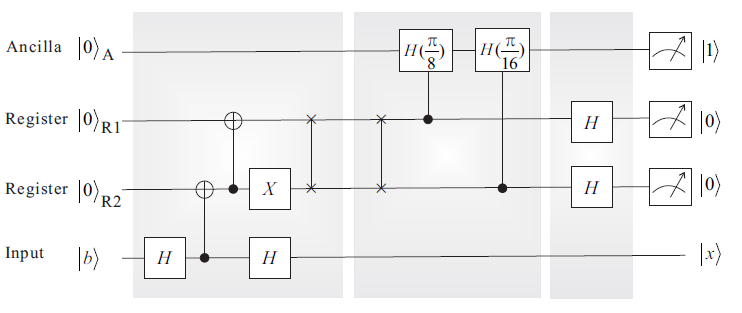 Ancilla |0⟩A H(π/8) H(π/16) |1⟩
Register |0⟩R1 H |0⟩
Register |0⟩R2 X H |0⟩
Input |b⟩ H H |x⟩